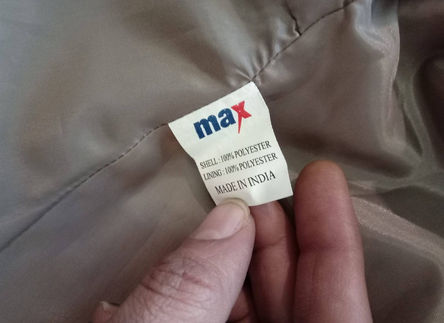 max
SHELL : 100% POLYESTER
LINING : 100% POLYESTER
MADE IN INDIA